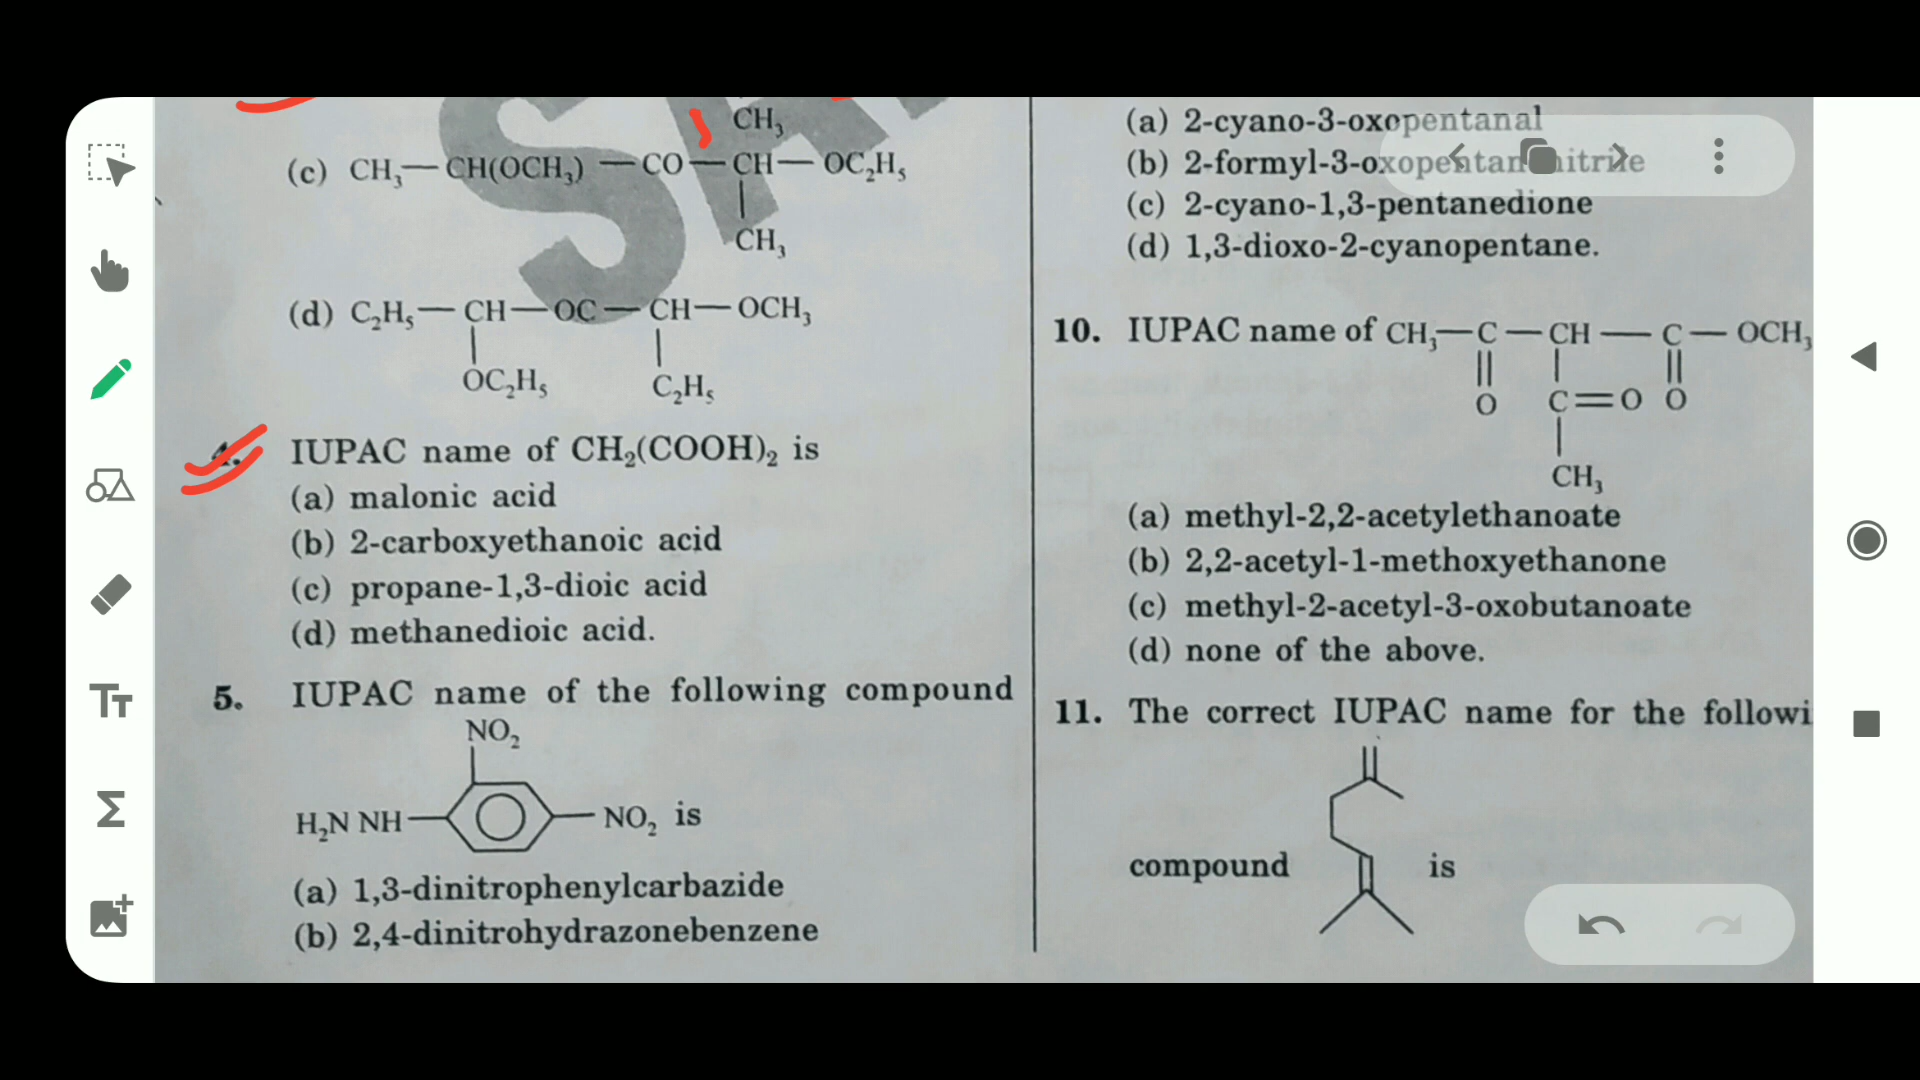 CH₃
(c) CH₃— CH(OCH₃) — CO — CH — OC₂H₅
CH₃
(d) C₂H₅— CH — OC — CH — OCH₃
OC₂H₅ C₂H₅
4. IUPAC name of CH₂(COOH)₂ is
(a) malonic acid
(b) 2-carboxyethanoic acid
(c) propane-1,3-dioic acid
(d) methanedioic acid.
5. IUPAC name of the following compound
NO₂
H₂N NH NO₂ is
(a) 1,3-dinitrophenylcarbazide
(b) 2,4-dinitrohydrazonebenzene
(a) 2-cyano-3-oxopentanal
(b) 2-formyl-3-oxopentanenitrile
(c) 2-cyano-1,3-pentanedione
(d) 1,3-dioxo-2-cyanopentane.
10. IUPAC name of CH₃—C — CH — C — OCH₃
O C=O O
CH₃
(a) methyl-2,2-acetylethanoate
(b) 2,2-acetyl-1-methoxyethanone
(c) methyl-2-acetyl-3-oxobutanoate
(d) none of the above.
11. The correct IUPAC name for the followi
compound is
Tт
Σ